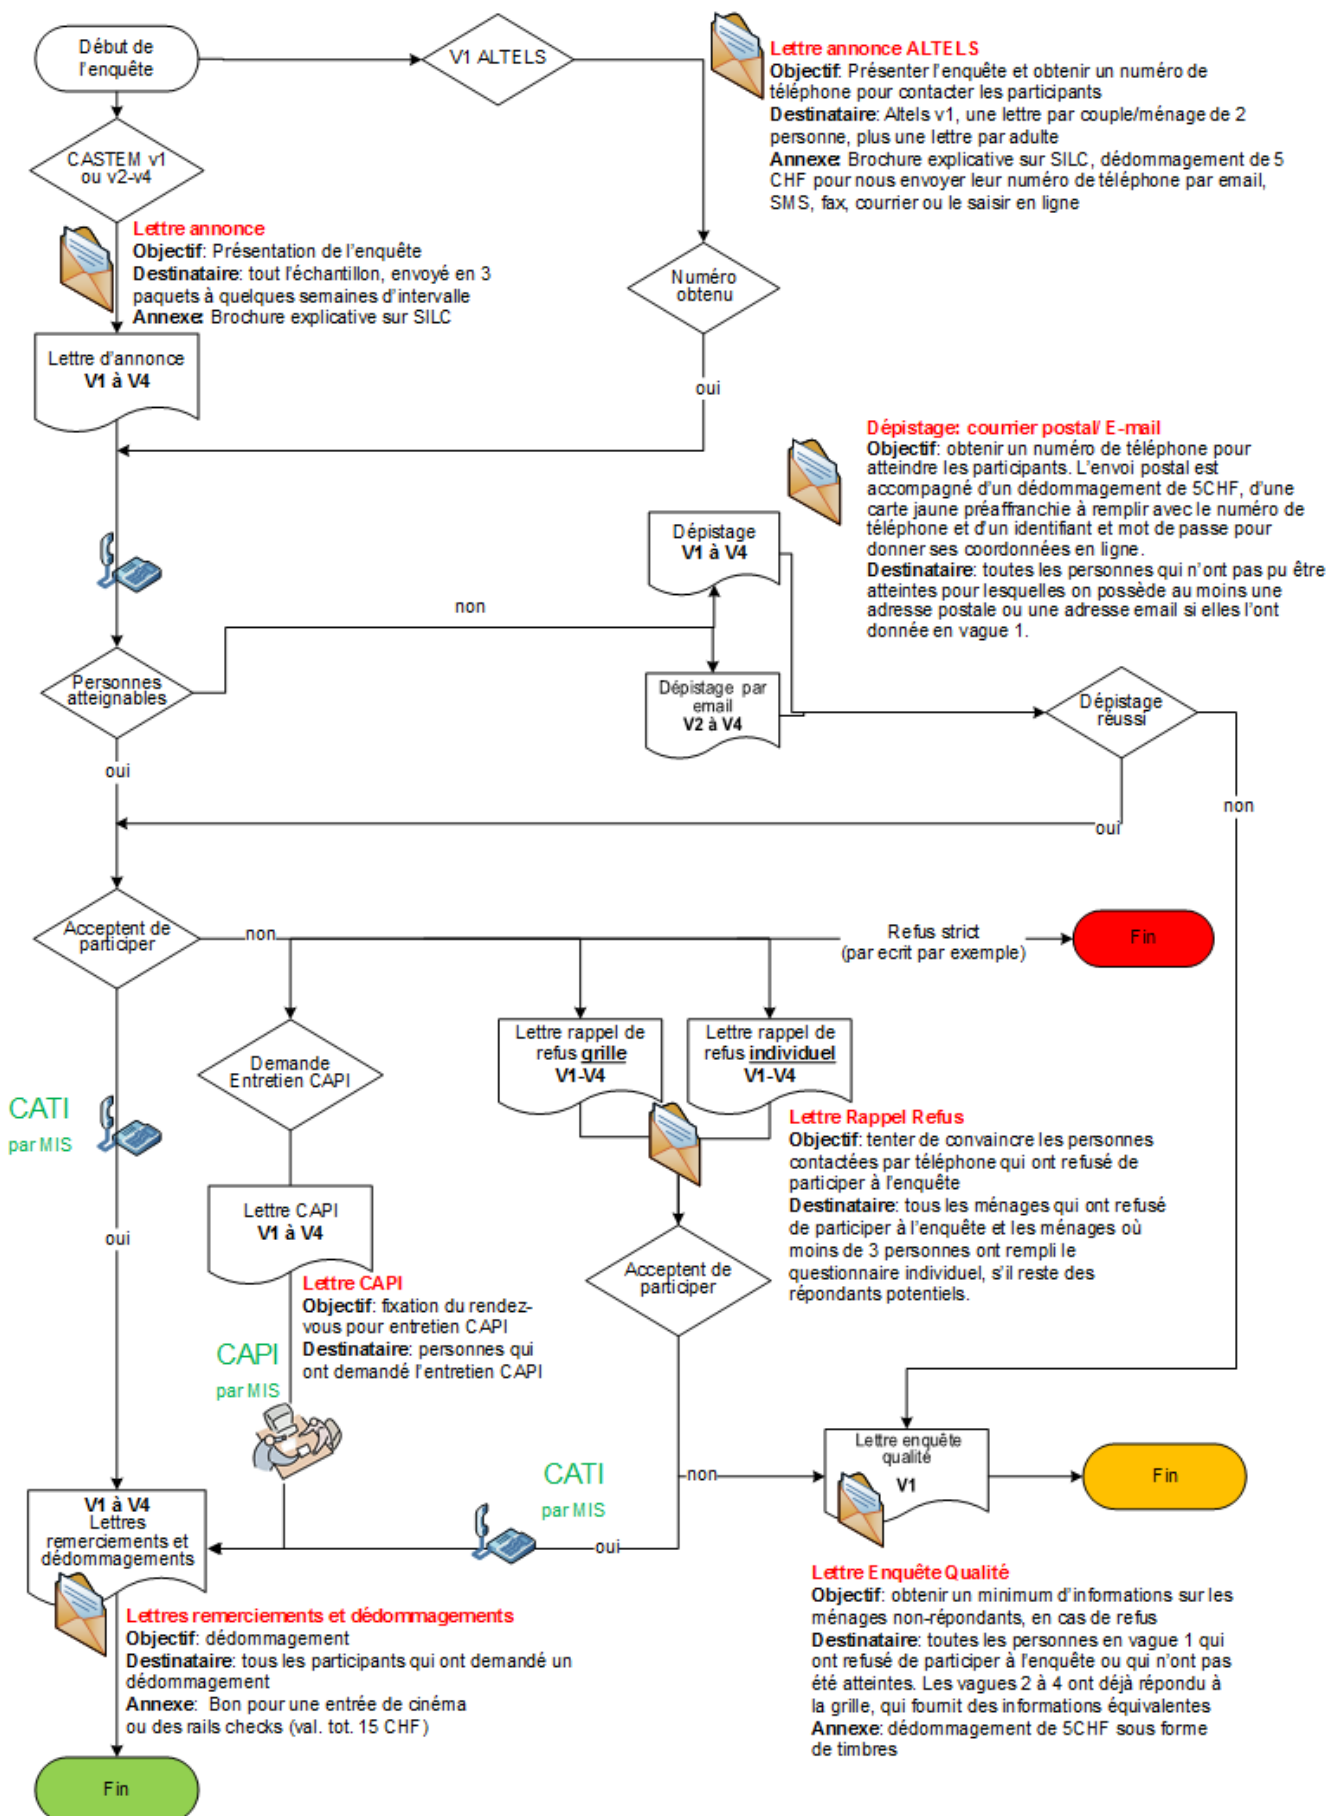 Début de
l'enquête
V1 ALTELS
Lettre annonce ALTELS
Objectif: Présenter l'enquête et obtenir un numéro de
téléphone pour contacter les participants
Destinataire: Altels v1, une lettre par couple/ménage de 2
personne, plus une lettre par adulte
Annexe: Brochure explicative sur SILC, dédommagement de 5
CHF pour nous envoyer leur numéro de téléphone par email,
SMS, fax, courrier ou le saisir en ligne
CASTEM v1
ou v2-v4
Lettre annonce
Objectif: Présentation de l'enquête
Destinataire: tout l'échantillon, envoyé en 3
paquets à quelques semaines d'intervalle
Annexe: Brochure explicative sur SILC
Numéro
obtenu
Lettre d'annonce
V1 à V4
oui
Dépistage: courrier postal/ E-mail
Objectif: obtenir un numéro de téléphone pour
atteindre les participants. L'envoi postal est
accompagné d'un dédommagement de 5CHF, d'une
carte jaune préaffranchie à remplir avec le numéro de
téléphone et d'un identifiant et mot de passe pour
donner ses coordonnées en ligne.
Destinataire: toutes les personnes qui n'ont pas pu être
atteintes pour lesquelles on possède au moins une
adresse postale ou une adresse email si elles l'ont
donnée en vague 1.
Dépistage
V1 à V4
non
Personnes
atteignables
Dépistage par
email
V2 à V4
Dépistage
réussi
oui
non
oui
Acceptent de
participer
non
Refus strict
(par ecrit par exemple)
Fin
Demande
Entretien CAPI
Lettre rappel de
refus grille
V1-V4
Lettre rappel de
refus individuel
V1-V4
CATI
par MIS
Lettre Rappel Refus
Objectif: tenter de convaincre les personnes
contactées par téléphone qui ont refusé de
participer à l'enquête
Destinataire: tous les ménages qui ont refusé
de participer à l'enquête et les ménages où
moins de 3 personnes ont rempli le
questionnaire individuel, s'il reste des
répondants potentiels.
oui
Lettre CAPI
V1 à V4
Lettre CAPI
Objectif: fixation du rendez-
vous pour entretien CAPI
Destinataire: personnes qui
ont demandé l'entretien CAPI
Acceptent de
participer
CAPI
par MIS
CATI
par MIS
non
Lettre enquête
qualité
V1
Fin
oui
V1 à V4
Lettres
remerciements et
dédommagements
Lettres remerciements et dédommagements
Objectif: dédommagement
Destinataire: tous les participants qui ont demandé un
dédommagement
Annexe: Bon pour une entrée de cinéma
ou des rails checks (val. tot. 15 CHF)
Lettre Enquête Qualité
Objectif: obtenir un minimum d'informations sur les
ménages non-répondants, en cas de refus
Destinataire: toutes les personnes en vague 1 qui
ont refusé de participer à l'enquête ou qui n'ont pas
été atteintes. Les vagues 2 à 4 ont déjà répondu à
la grille, qui fournit des informations équivalentes
Annexe: dédommagement de 5CHF sous forme
de timbres
Fin